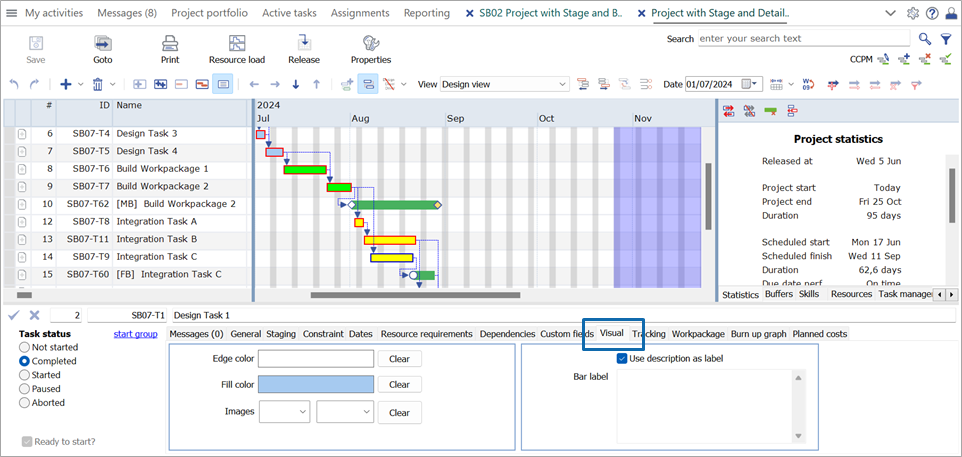 My activities Messages (8) Project portfolio Active tasks Assignments Reporting SB02 Project with Stage and B.. Project with Stage and Detail..
Save Goto Print Resource load Release Properties Search enter your search text
CCPM
View Design view Date 01/07/2024
# ID Name 2024
Jul Aug Sep Oct Nov
6 SB07-T4 Design Task 3
7 SB07-T5 Design Task 4
8 SB07-T6 Build Workpackage 1
9 SB07-T7 Build Workpackage 2
10 SB07-T62 [MB] Build Workpackage 2
12 SB07-T8 Integration Task A
13 SB07-T11 Integration Task B
14 SB07-T9 Integration Task C
15 SB07-T60 [FB] Integration Task C
Project statistics
Released at Wed 5 Jun
Project start Today
Project end Fri 25 Oct
Duration 95 days
Scheduled start Mon 17 Jun
Scheduled finish Wed 11 Sep
Duration 62,6 days
Due date perf In time
Statistics Buffers Skills Resources Task manager
2 SB07-T1 Design Task 1
Task status start group
Not started
Completed
Started
Paused
Aborted
Ready to start?
Messages (0) General Staging Constraint Dates Resource requirements Dependencies Custom fields Visual Tracking Workpackage Burn up graph Planned costs
Edge color Clear
Fill color Clear
Images Clear
Use description as label
Bar label